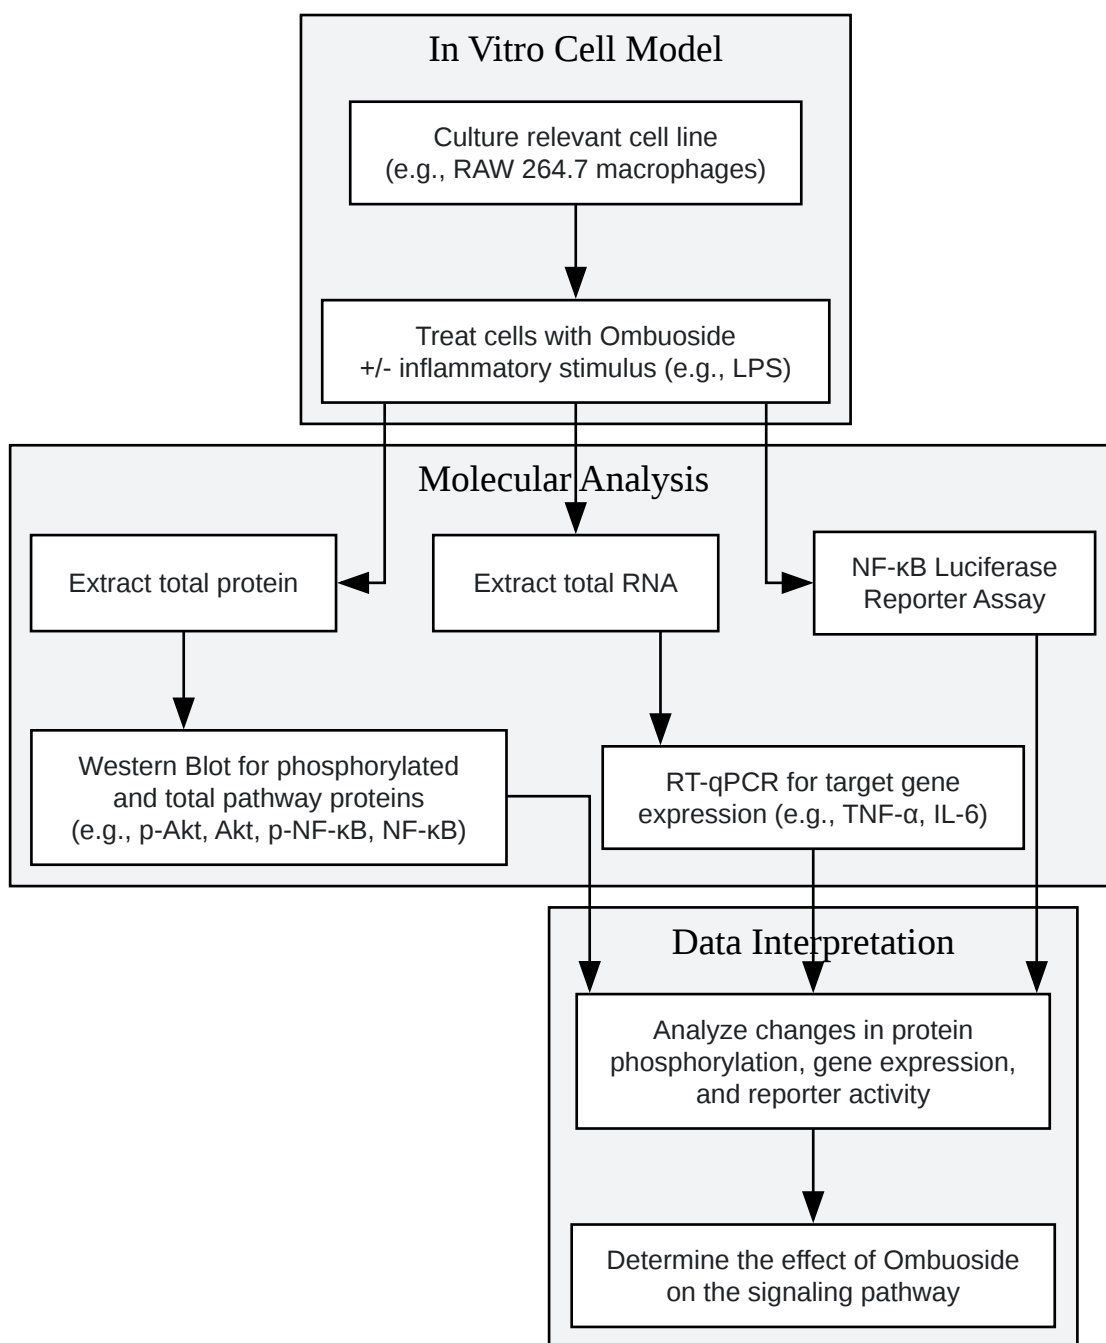 In Vitro Cell Model
Culture relevant cell line
(e.g., RAW 264.7 macrophages)
Treat cells with Ombuoside
+/- inflammatory stimulus (e.g., LPS)
Molecular Analysis
Extract total protein
Extract total RNA
NF-κB Luciferase
Reporter Assay
Western Blot for phosphorylated
and total pathway proteins
(e.g., p-Akt, Akt, p-NF-κB, NF-κB)
RT-qPCR for target gene
expression (e.g., TNF-α, IL-6)
Data Interpretation
Analyze changes in protein
phosphorylation, gene expression,
and reporter activity
Determine the effect of Ombuoside
on the signaling pathway